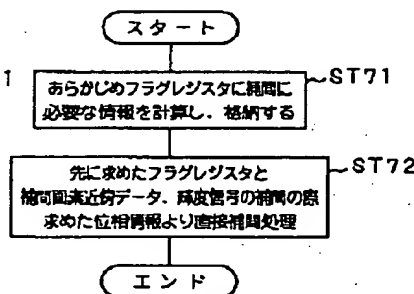 スタート
1
あらかじめフラグレジスタに補間に
ST71
必要な情報を計算し、格納する
先に求めたフラグレジスタと
ST72
補間画素近傍データ、輝度信号の補間の際
求めた位相情報より直接補間処理
エンド